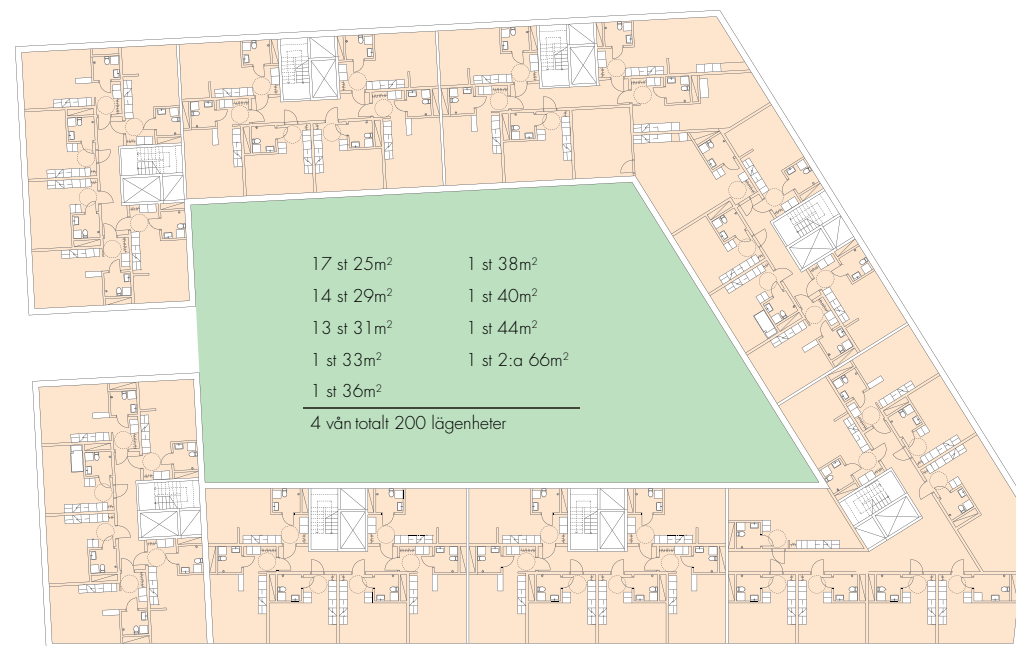 17 st 25m²
14 st 29m²
13 st 31m²
1 st 33m²
1 st 36m²
1 st 38m²
1 st 40m²
1 st 44m²
1 st 2:a 66m²
4 vån totalt 200 lägenheter